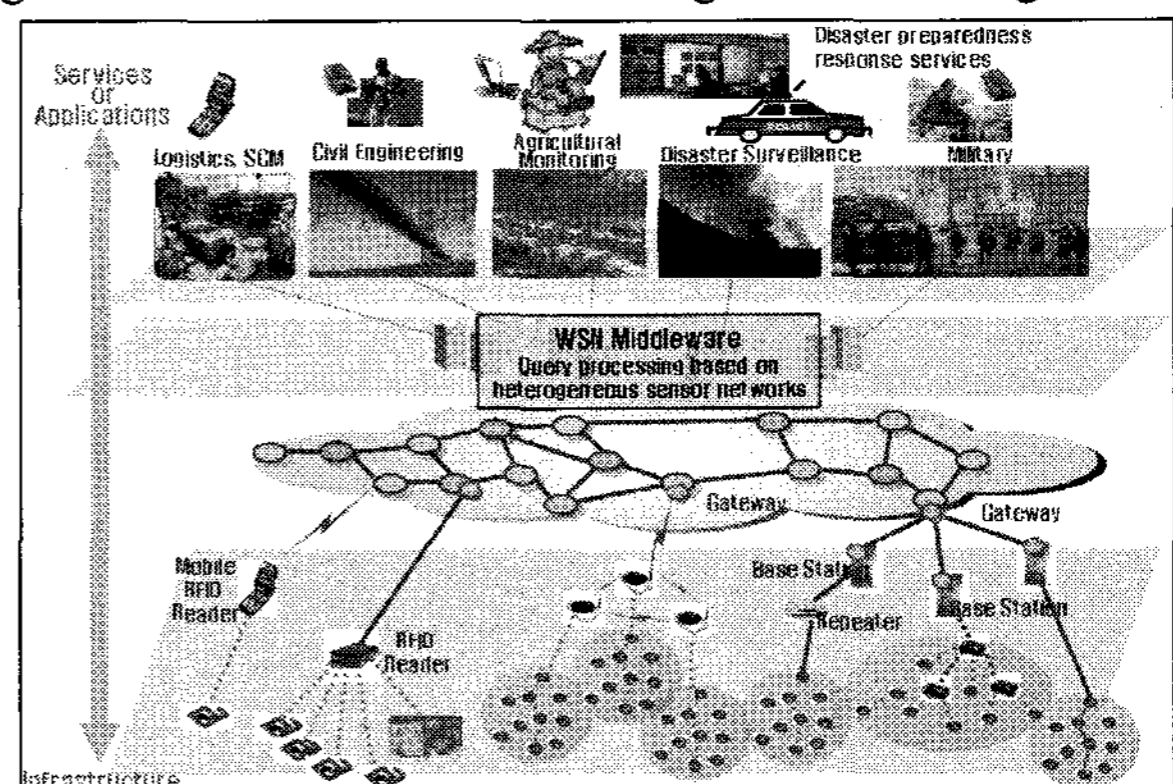 Services
or
Applications
Disaster preparedness
response services
Logistics, SCM
Civil Engineering
Agricultural
Monitoring
Disaster Surveillance
Military
WSN Middleware
Query processing based on
heterogeneous sensor networks
Gateway
Gateway
Mobile
RFID
Reader
RFID
Reader
Base Station
Base Station
Repeater
Infrastructure